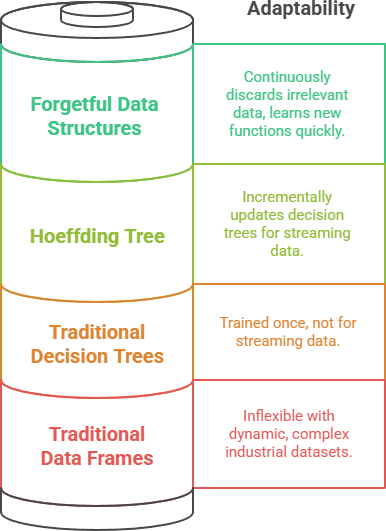 Adaptability
Forgetful Data
Structures
Continuously
discards irrelevant
data, learns new
functions quickly.
Hoeffding Tree
Incrementally
updates decision
trees for streaming
data.
Traditional
Decision Trees
Trained once, not for
streaming data.
Traditional
Data Frames
Inflexible with
dynamic, complex
industrial datasets.